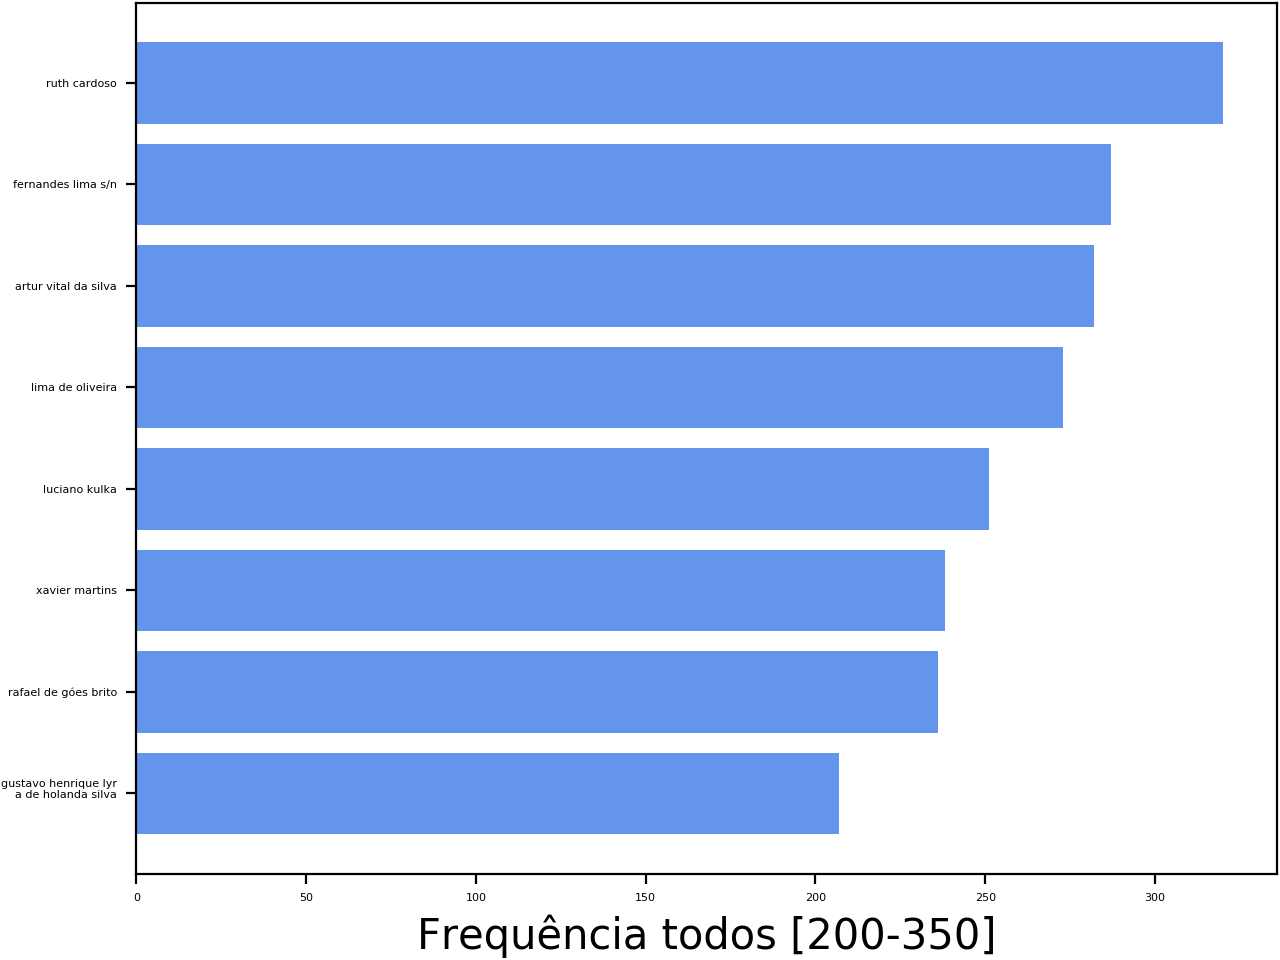 ruth cardoso
fernandes lima s/n
artur vital da silva
lima de oliveira
luciano kulka
xavier martins
rafael de góes brito
gustavo henrique lyr
a de holanda silva
0 50 100 150 200 250 300
Frequência todos [200-350]